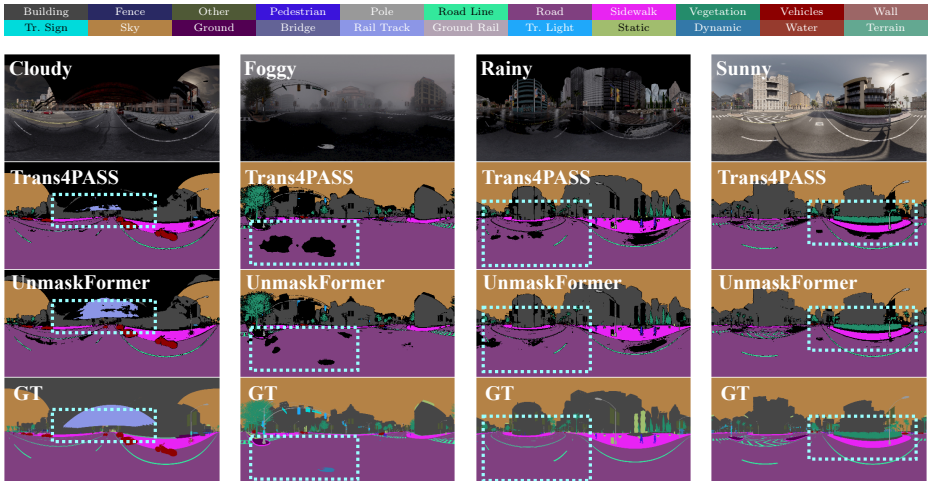 Building Fence Other Pedestrian Pole Road Line Road Sidewalk Vegetation Vehicles Wall
Tr. Sign Sky Ground Bridge Rail Track Ground Rail Tr. Light Static Dynamic Water Terrain
Cloudy Foggy Rainy Sunny
Trans4PASS Trans4PASS Trans4PASS Trans4PASS
UnmaskFormer UnmaskFormer UnmaskFormer UnmaskFormer
GT GT GT GT